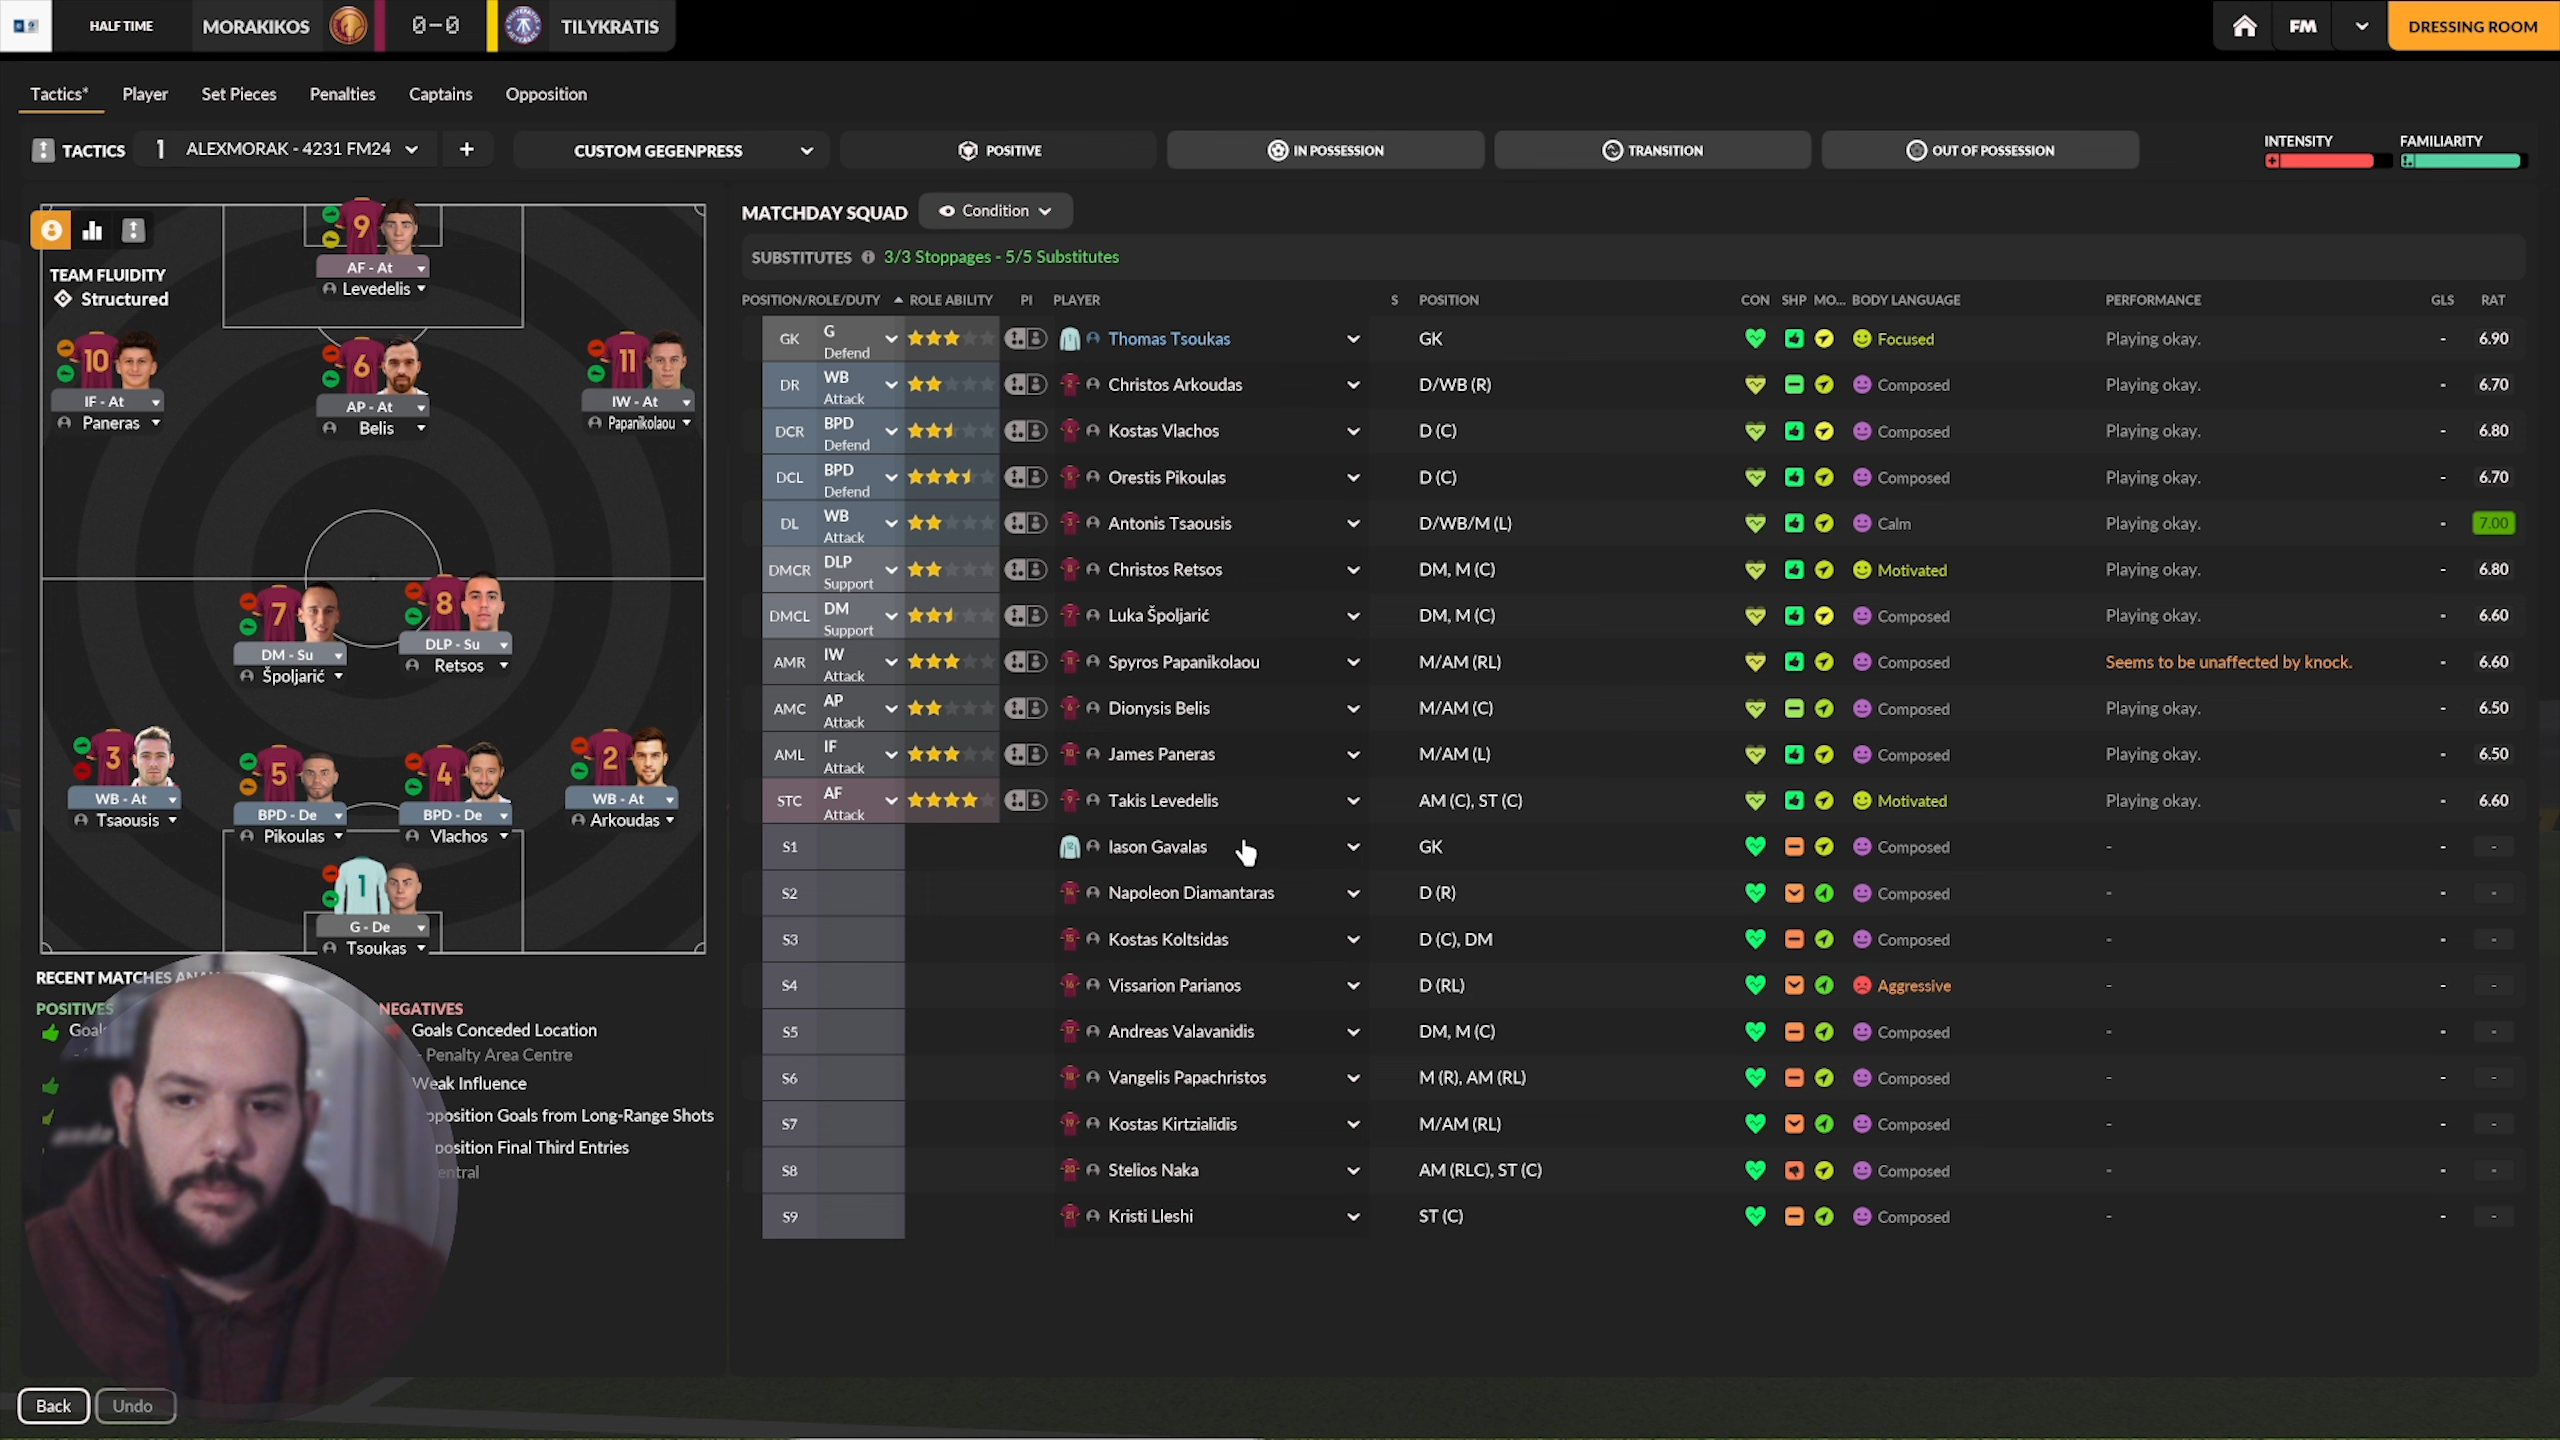 HALF TIME
MORAKIKOS
0-0
TILYKRATIS
FM
DRESSING ROOM
Tactics*
Player
Set Pieces
Penalties
Captains
Opposition
TACTICS
1 ALEXMORAK - 4231 FM24
+
CUSTOM GEGENPRESS
POSITIVE
IN POSSESSION
TRANSITION
OUT OF POSSESSION
INTENSITY
FAMILIARITY
TEAM FLUIDITY
Structured
9
AF - At
Levedelis
10
IF - At
Paneras
6
AP - At
Belis
11
IW - At
Papanikolaou
7
DM - Su
Špoljarić
8
DLP - Su
Retsos
3
WB - At
Tsaousis
5
BPD - De
Pikoulas
4
BPD - De
Vlachos
2
WB - At
Arkoudas
1
G - De
Tsoukas
RECENT MATCHES
POSITIVES
NEGATIVES
Goals Conceded Location
- Penalty Area Centre
Weak Influence
Goals from Long-Range Shots
Final Third Entries
MATCHDAY SQUAD
Condition
SUBSTITUTES 3/3 Stoppages - 5/5 Substitutes
POSITION/ROLE/DUTY ROLE ABILITY PI PLAYER S POSITION CON SHP MO... BODY LANGUAGE PERFORMANCE GLS RAT
GK G Defend Thomas Tsoukas GK Focused Playing okay. - 6.90
DR WB Attack Christos Arkoudas D/WB (R) Composed Playing okay. - 6.70
DCR BPD Defend Kostas Vlachos D (C) Composed Playing okay. - 6.80
DCL BPD Defend Orestis Pikoulas D (C) Composed Playing okay. - 6.70
DL WB Attack Antonis Tsaousis D/WB/M (L) Calm Playing okay. - 7.00
DMCR DLP Support Christos Retsos DM, M (C) Motivated Playing okay. - 6.80
DMCL DM Support Luka Špoljarić DM, M (C) Composed Playing okay. - 6.60
AMR IW Attack Spyros Papanikolaou M/AM (RL) Composed Seems to be unaffected by knock. - 6.60
AMC AP Attack Dionysis Belis M/AM (C) Composed Playing okay. - 6.50
AML IF Attack James Paneras M/AM (L) Composed Playing okay. - 6.50
STC AF Attack Takis Levedelis AM (C), ST (C) Motivated Playing okay. - 6.60
S1 Iason Gavalas GK Composed - - -
S2 Napoleon Diamantaras D (R) Composed - - -
S3 Kostas Koltsidas D (C), DM Composed - - -
S4 Vissarion Parianos D (RL) Aggressive - - -
S5 Andreas Valavanidis DM, M (C) Composed - - -
S6 Vangelis Papachristos M (R), AM (RL) Composed - - -
S7 Kostas Kirtzialidis M/AM (RL) Composed - - -
S8 Stelios Naka AM (RLC), ST (C) Composed - - -
S9 Kristi Lleshi ST (C) Composed - - -
Back
Undo